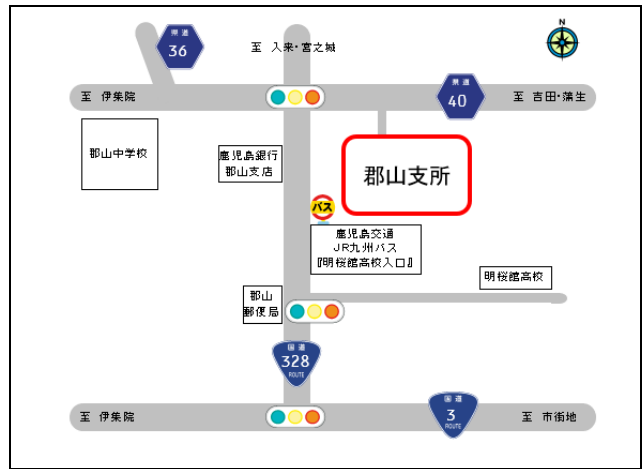 N
県道
36
至 入来・宮之城
至 伊集院
県道
40
至 吉田・蒲生
郡山中学校
鹿児島銀行
郡山支店
郡山支所
バス
鹿児島交通
JR九州バス
『明桜館高校入口』
明桜館高校
郡山
郵便局
国道
328
ROUTE
至 伊集院
国道
3
ROUTE
至 市街地